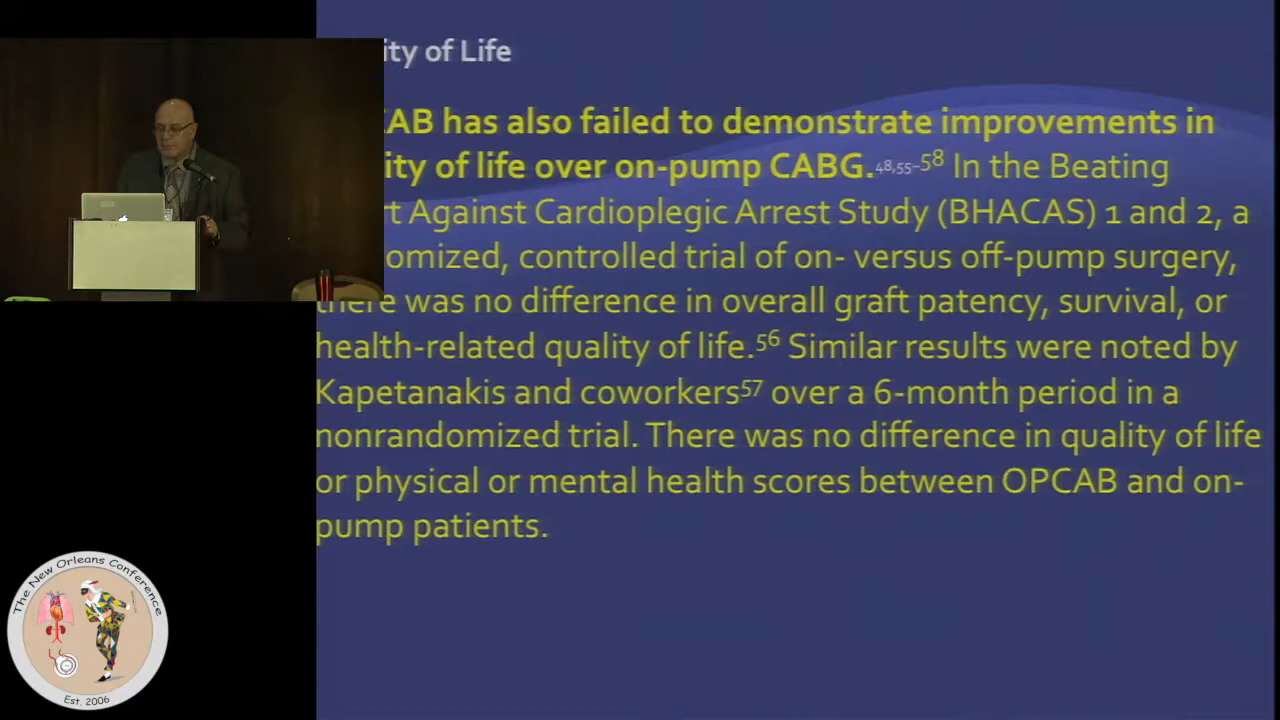 ity of Life
CAB has also failed to demonstrate improvements in
ity of life over on-pump CABG.48,55–58 In the Beating
rt Against Cardioplegic Arrest Study (BHACAS) 1 and 2, a
omized, controlled trial of on- versus off-pump surgery,
there was no difference in overall graft patency, survival, or
health-related quality of life.56 Similar results were noted by
Kapetanakis and coworkers57 over a 6-month period in a
nonrandomized trial. There was no difference in quality of life
or physical or mental health scores between OPCAB and on-
pump patients.
The New Orleans Conference
Est. 2006